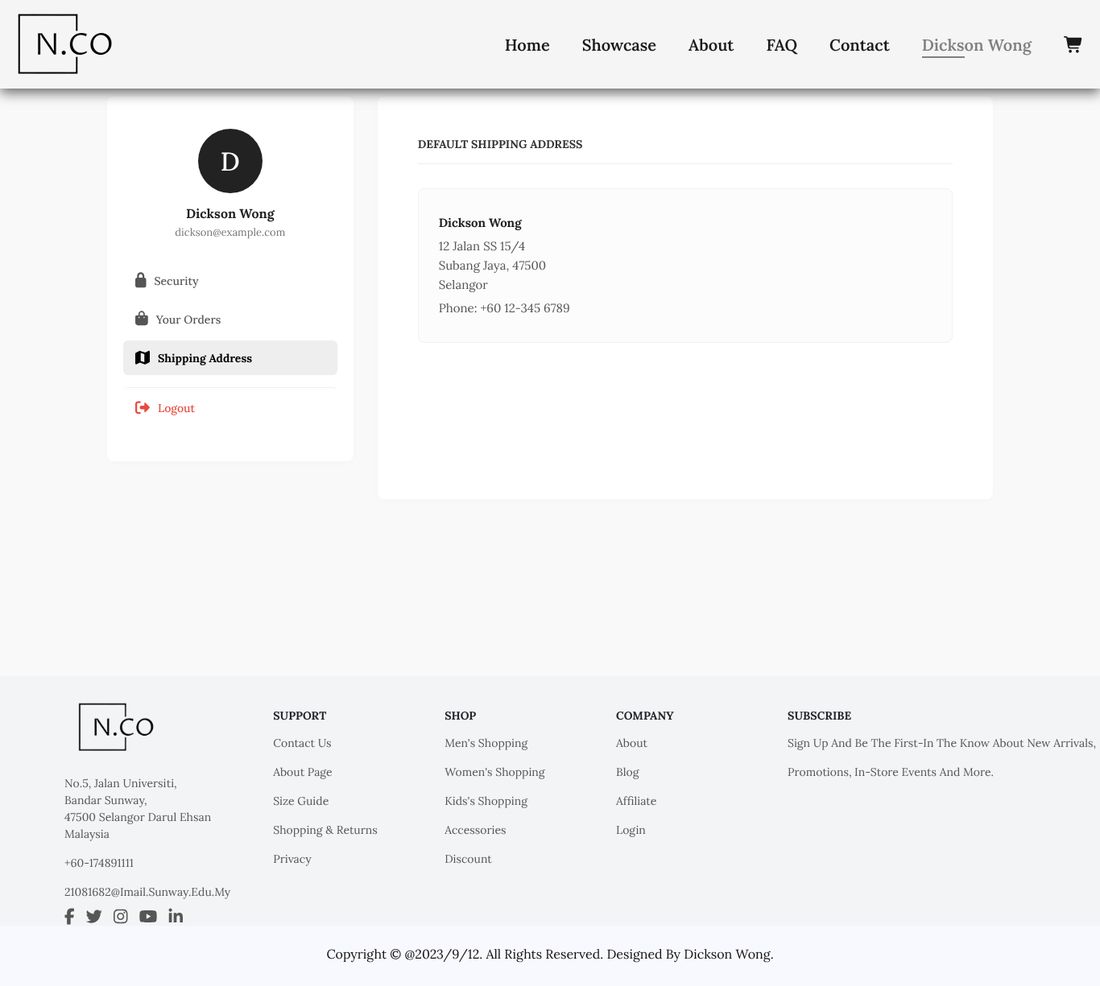 N.CO
Home Showcase About FAQ Contact Dickson Wong
D
Dickson Wong
dickson@example.com
Security
Your Orders
Shipping Address
Logout
DEFAULT SHIPPING ADDRESS
Dickson Wong
12 Jalan SS 15/4
Subang Jaya, 47500
Selangor
Phone: +60 12-345 6789
N.CO
No.5, Jalan Universiti,
Bandar Sunway,
47500 Selangor Darul Ehsan
Malaysia
+60-174891111
21081682@Imail.Sunway.Edu.My
SUPPORT
Contact Us
About Page
Size Guide
Shopping & Returns
Privacy
SHOP
Men's Shopping
Women's Shopping
Kid's Shopping
Accessories
Discount
COMPANY
About
Blog
Affiliate
Login
SUBSCRIBE
Sign Up And Be The First-In The Know About New Arrivals,
Promotions, In-Store Events And More.
Copyright © @2023/9/12. All Rights Reserved. Designed By Dickson Wong.